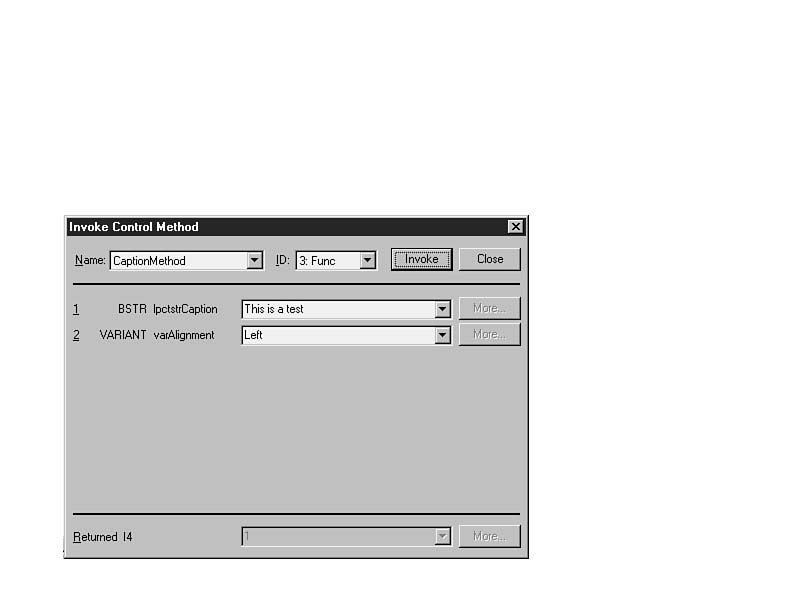 Invoke Control Method
Name: CaptionMethod ID: 3: Func Invoke Close
1 BSTR lpctstrCaption This is a test More...
2 VARIANT varAlignment Left More...
Returned I4 1 More...